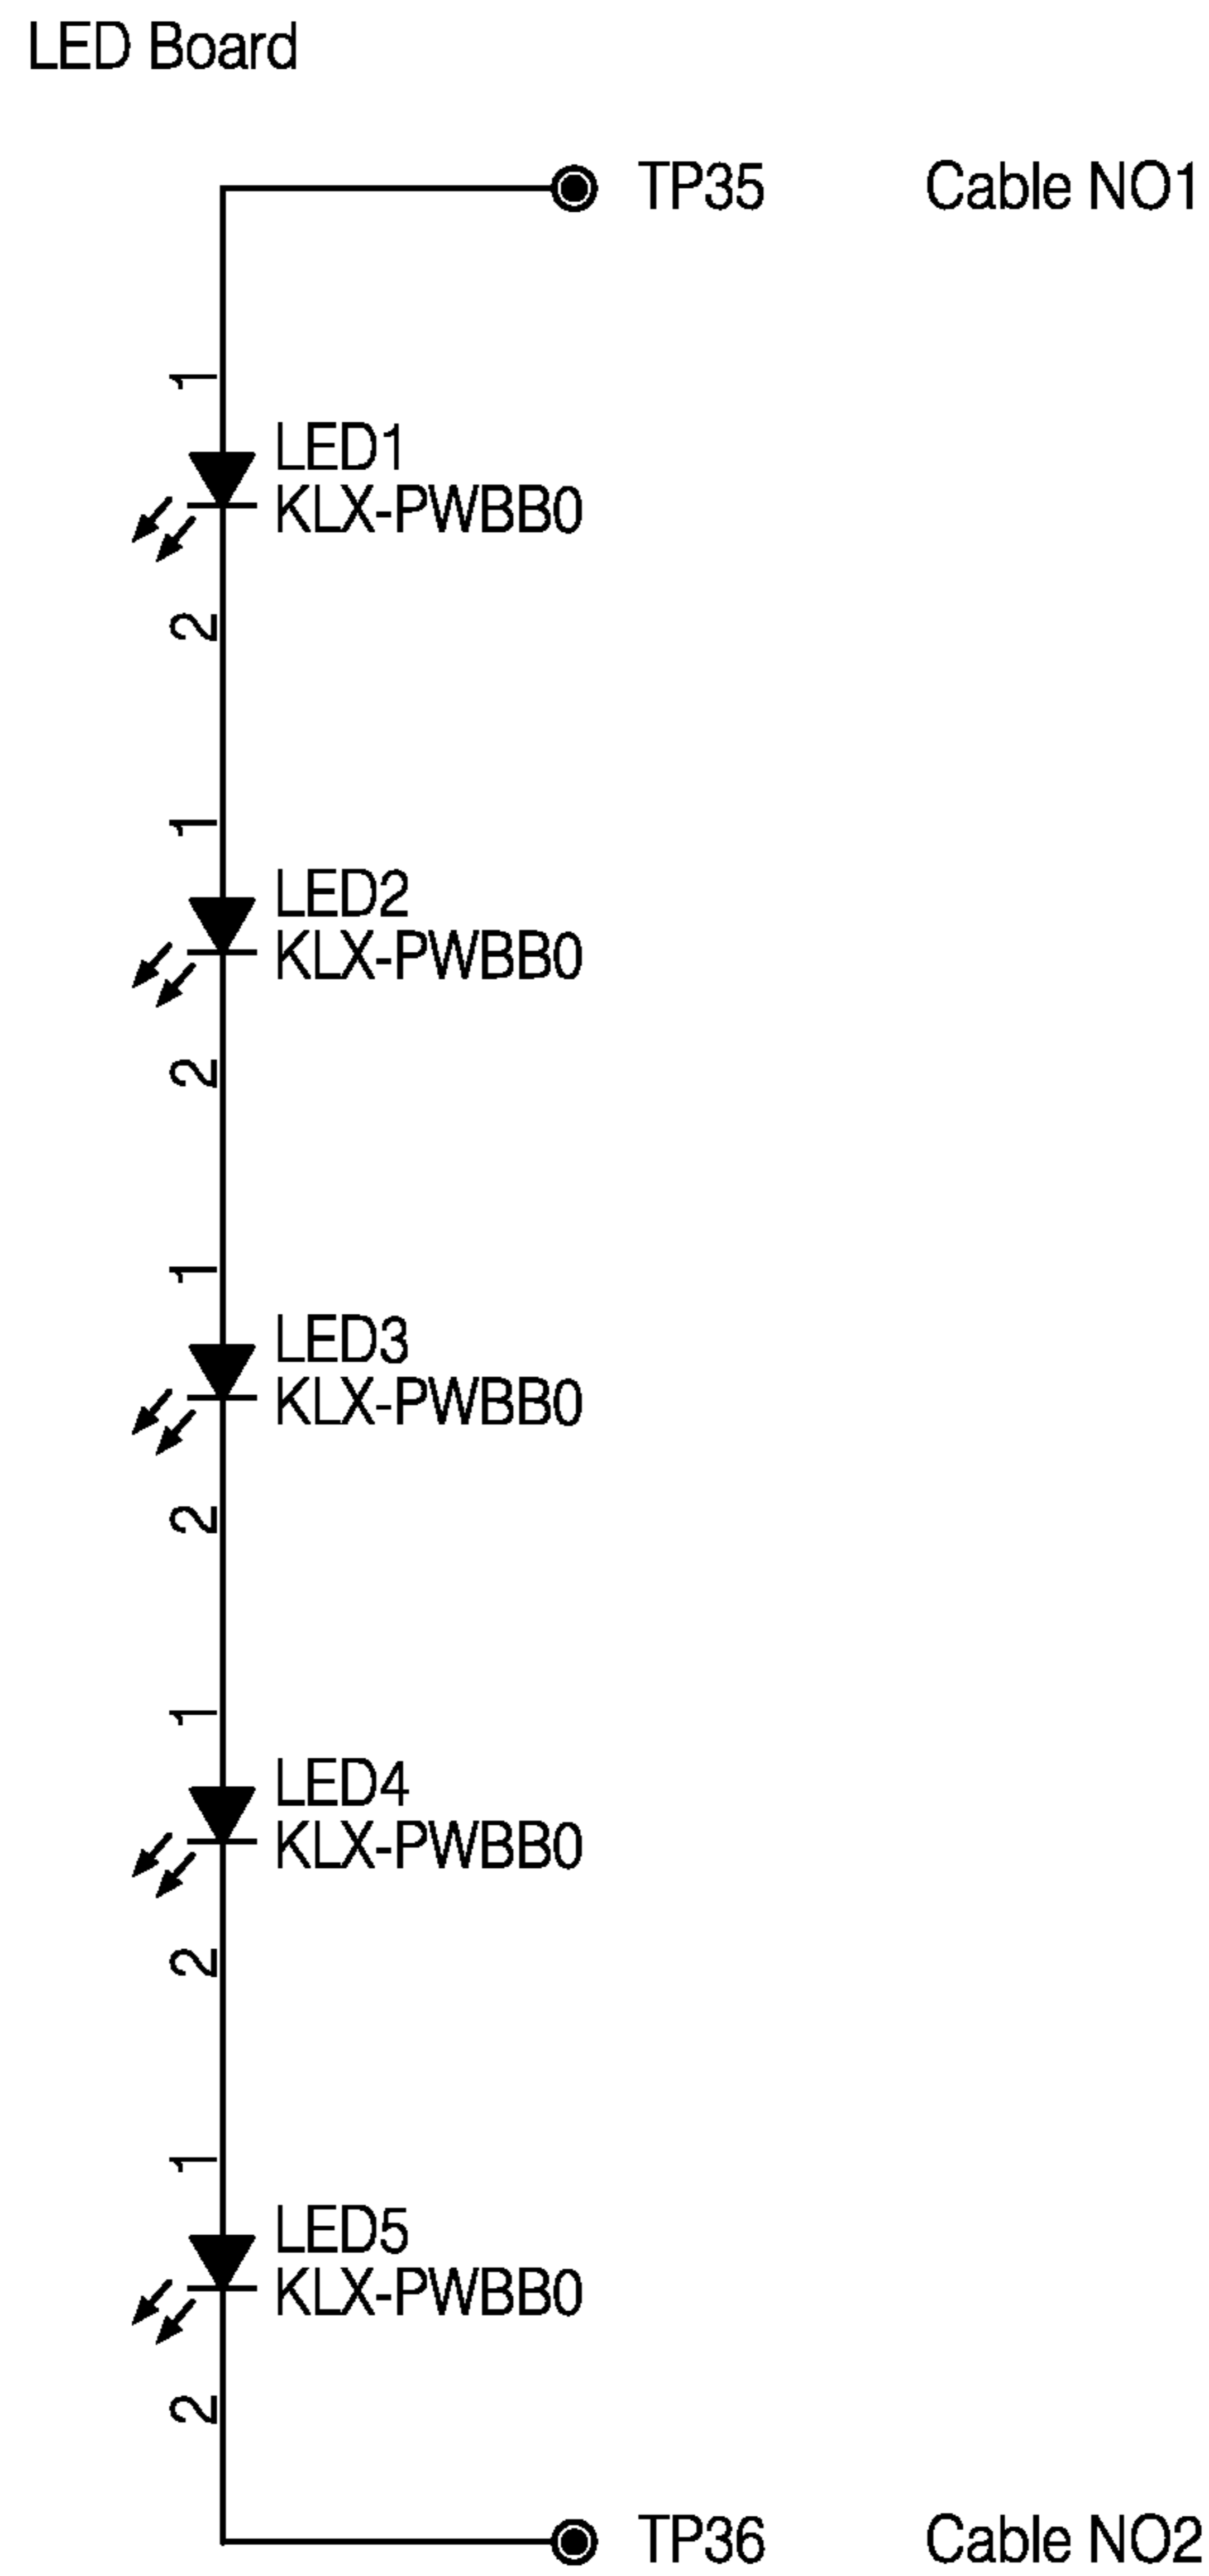 LED Board
TP35 Cable NO1
1
LED1
KLX-PWBB0
2
1
LED2
KLX-PWBB0
2
1
LED3
KLX-PWBB0
2
1
LED4
KLX-PWBB0
2
1
LED5
KLX-PWBB0
2
TP36 Cable NO2